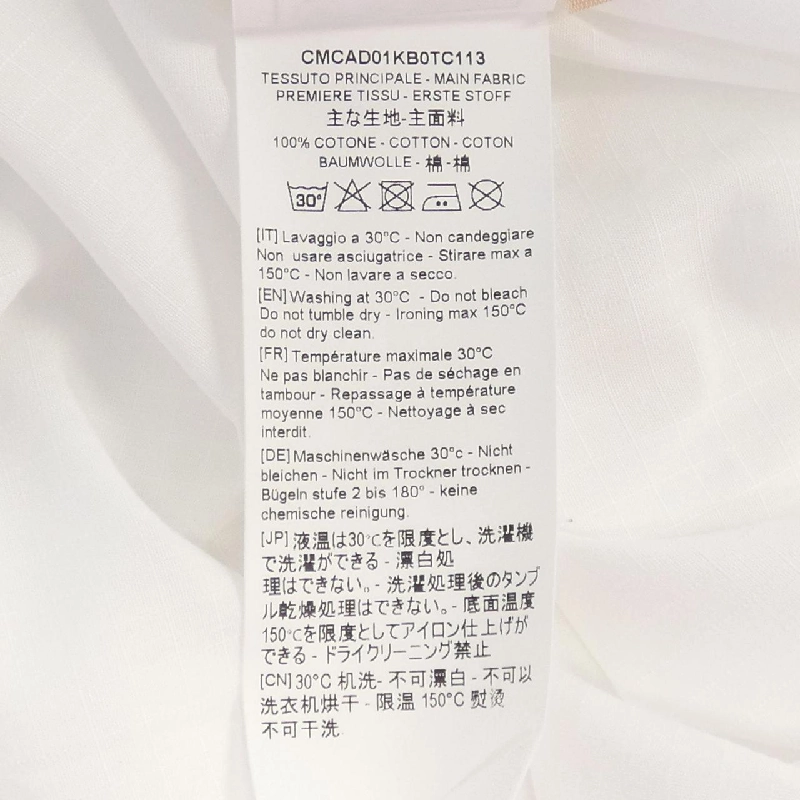 CMCAD01KB0TC113
TESSUTO PRINCIPALE - MAIN FABRIC
PREMIERE TISSU - ERSTE STOFF
主な生地-主面料
100% COTONE - COTTON - COTON
BAUMWOLLE - 棉 - 棉
30°
[IT] Lavaggio a 30°C - Non candeggiare
Non usare asciugatrice - Stirare max a
150°C - Non lavare a secco.
[EN] Washing at 30°C - Do not bleach
Do not tumble dry - Ironing max 150°C
do not dry clean.
[FR] Température maximale 30°C
Ne pas blanchir - Pas de séchage en
tambour - Repassage à température
moyenne 150°C - Nettoyage à sec
interdit.
[DE] Maschinenwäsche 30°c - Nicht
bleichen - Nicht im Trockner trocknen -
Bügeln stufe 2 bis 180° - keine
chemische reinigung.
[JP] 液温は30℃を限度とし、洗濯機
で洗濯ができる - 漂白処
理はできない。- 洗濯処理後のタンブ
ル乾燥処理はできない。- 底面温度
150℃を限度としてアイロン仕上げが
できる - ドライクリーニング禁止
[CN] 30°C 机洗- 不可漂白 - 不可以
洗衣机烘干 - 限温 150°C 熨烫
不可干洗.